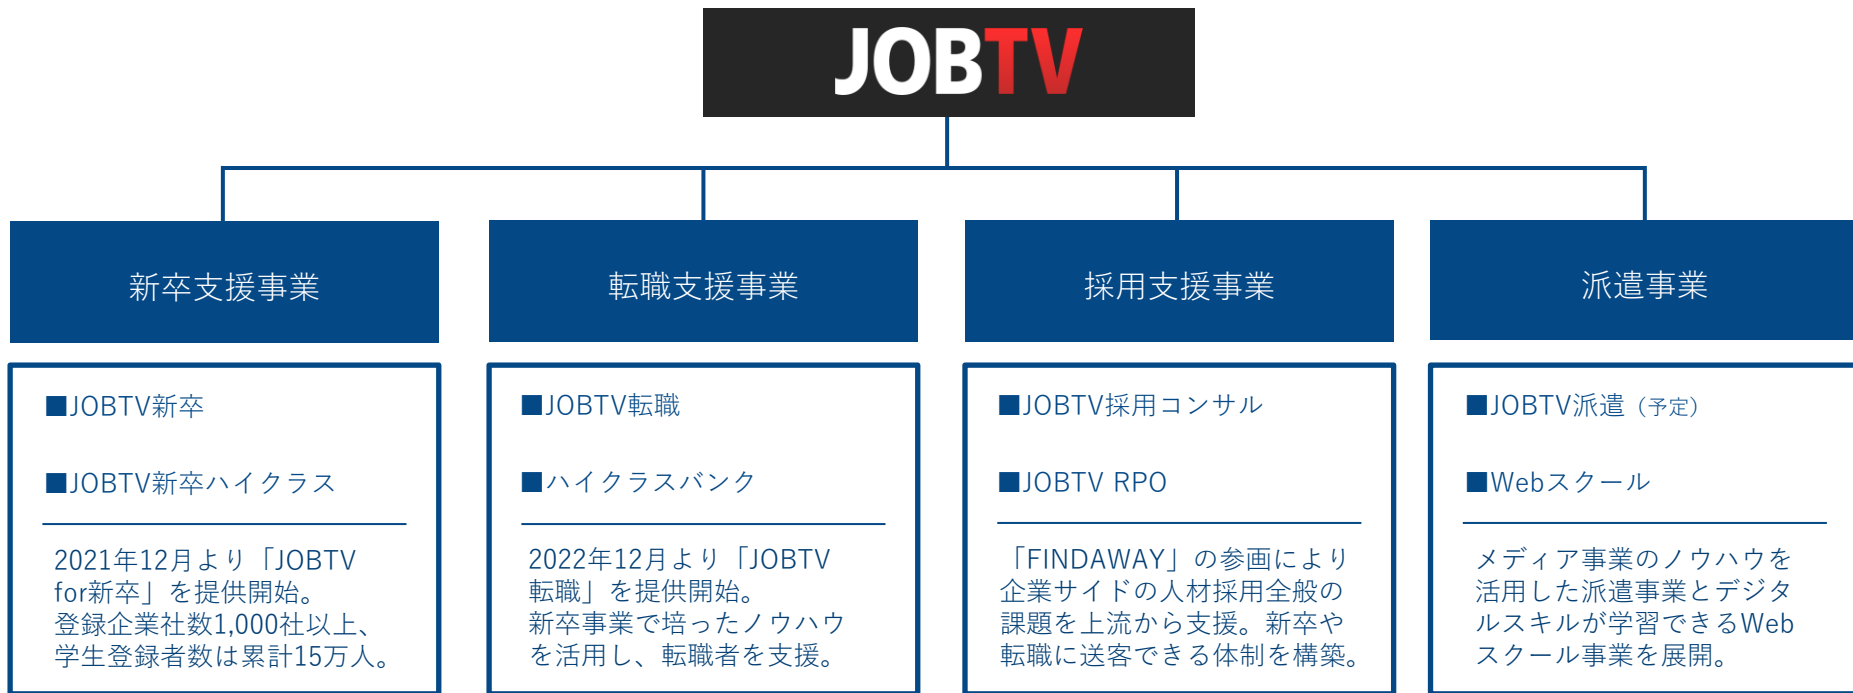 JOBTV
新卒支援事業
■JOBTV新卒
■JOBTV新卒ハイクラス
2021年12月より「JOBTV
for新卒」を提供開始。
登録企業社数1,000社以上、
学生登録者数は累計15万人。
転職支援事業
■JOBTV転職
■ハイクラスバンク
2022年12月より「JOBTV
転職」を提供開始。
新卒事業で培ったノウハウ
を活用し、転職者を支援。
採用支援事業
■JOBTV採用コンサル
■JOBTV RPO
「FINDAWAY」の参画により
企業サイドの人材採用全般の
課題を上流から支援。新卒や
転職に送客できる体制を構築。
派遣事業
■JOBTV派遣（予定）
■Webスクール
メディア事業のノウハウを
活用した派遣事業とデジタ
ルスキルが学習できるWeb
スクール事業を展開。